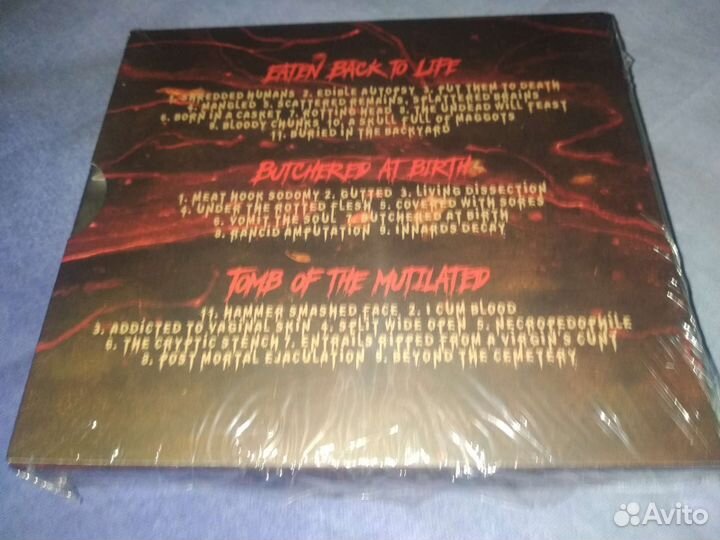 EATEN BACK TO LIFE
SHREDDED HUMANS 2. EDIBLE AUTOPSY 3. PUT THEM TO DEATH
MANGLED 5. SCATTERED REMAINS, SPLATTERED BRAINS
6. BORN IN A CASKET 7. ROTTING HEAD 8. THE UNDEAD WILL FEAST
9. BLOODY CHUNKS 10. A SKULL FULL OF MAGGOTS
11. BURIED IN THE BACKYARD
BUTCHERED AT BIRTH
1. MEAT HOOK SODOMY 2. GUTTED 3. LIVING DISSECTION
4. UNDER THE ROTTED FLESH 5. COVERED WITH SORES
6. VOMIT THE SOUL 7. BUTCHERED AT BIRTH
8. RANCID AMPUTATION 9. INNARDS DECAY
TOMB OF THE MUTILATED
11. HAMMER SMASHED FACE, 2. I CUM BLOOD
3. ADDICTED TO VAGINAL SKIN 4. SPLIT WIDE OPEN 5. NECROPEDOPHILE
6. THE CRYPTIC STENCH 7. ENTRAILS RIPPED FROM A VIRGIN'S CUNT
8. POST MORTAL EJACULATION 9. BEYOND THE CEMETERY
Avito